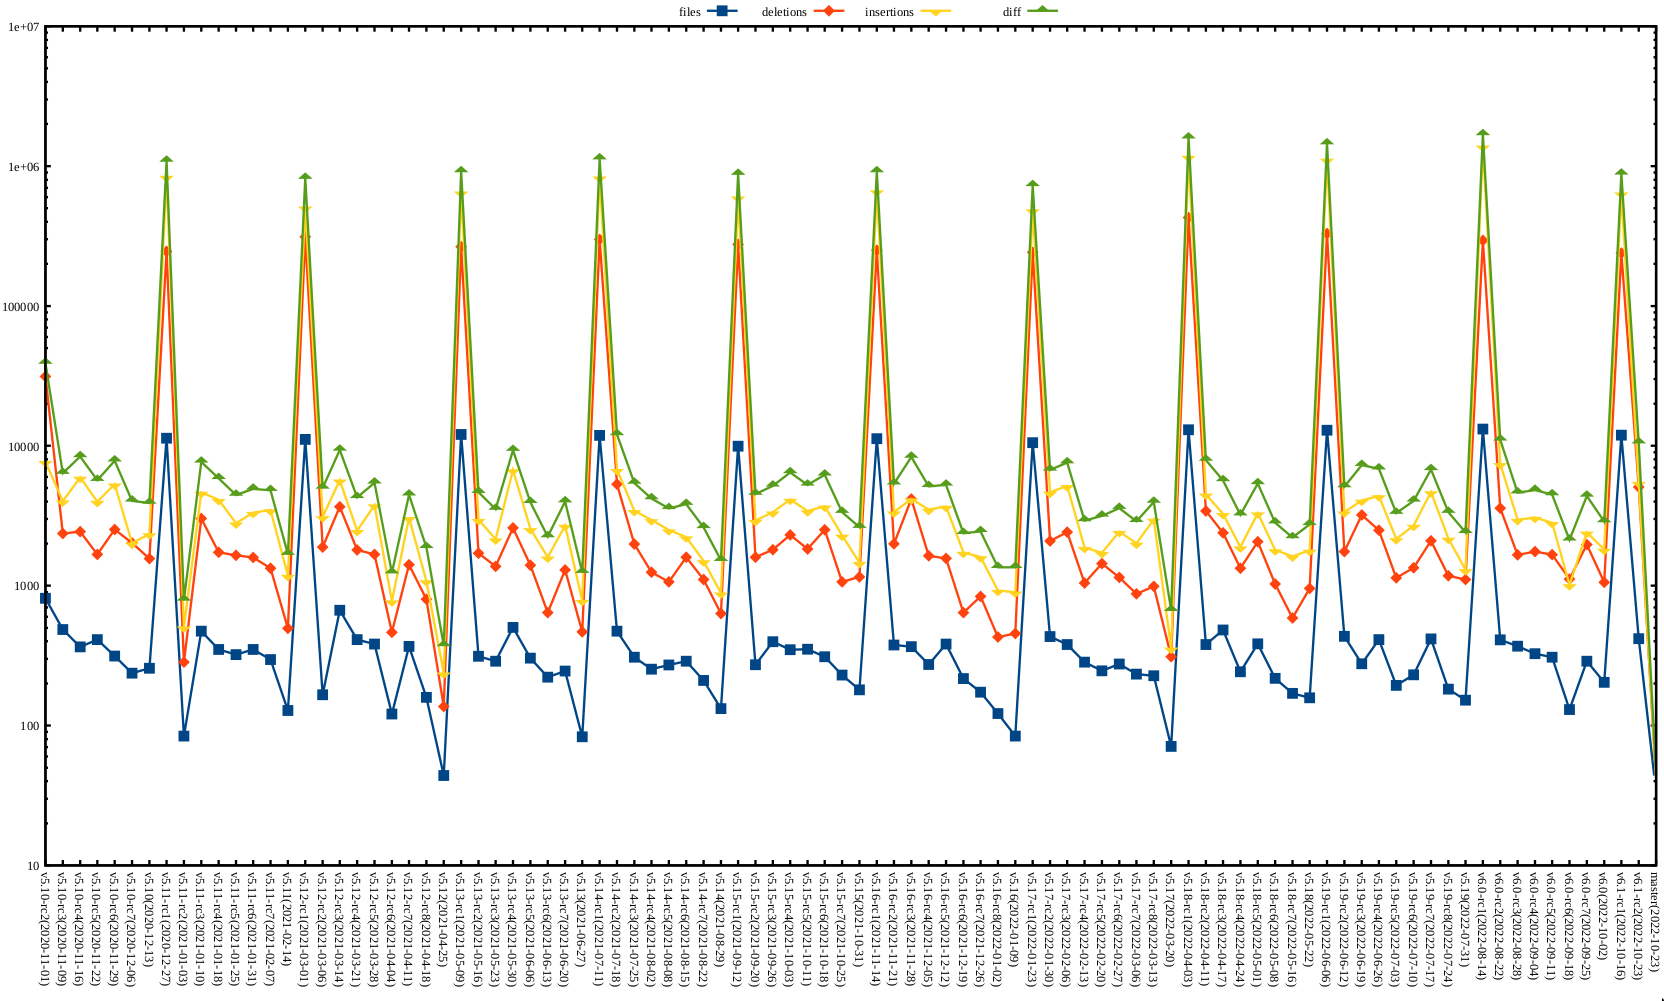 files
deletions
insertions
diff
1e+07
1e+06
100000
10000
1000
100
10
v5.10-rc2(2020-11-01)
v5.10-rc3(2020-11-09)
v5.10-rc4(2020-11-16)
v5.10-rc5(2020-11-22)
v5.10-rc6(2020-11-29)
v5.10-rc7(2020-12-06)
v5.10(2020-12-13)
v5.11-rc1(2020-12-27)
v5.11-rc2(2021-01-03)
v5.11-rc3(2021-01-10)
v5.11-rc4(2021-01-18)
v5.11-rc5(2021-01-25)
v5.11-rc6(2021-01-31)
v5.11-rc7(2021-02-07)
v5.11(2021-02-14)
v5.12-rc1(2021-03-01)
v5.12-rc2(2021-03-06)
v5.12-rc3(2021-03-14)
v5.12-rc4(2021-03-21)
v5.12-rc5(2021-03-28)
v5.12-rc6(2021-04-04)
v5.12-rc7(2021-04-11)
v5.12-rc8(2021-04-18)
v5.12(2021-04-25)
v5.13-rc1(2021-05-09)
v5.13-rc2(2021-05-16)
v5.13-rc3(2021-05-23)
v5.13-rc4(2021-05-30)
v5.13-rc5(2021-06-06)
v5.13-rc6(2021-06-13)
v5.13-rc7(2021-06-20)
v5.13(2021-06-27)
v5.14-rc1(2021-07-11)
v5.14-rc2(2021-07-18)
v5.14-rc3(2021-07-25)
v5.14-rc4(2021-08-02)
v5.14-rc5(2021-08-08)
v5.14-rc6(2021-08-15)
v5.14-rc7(2021-08-22)
v5.14(2021-08-29)
v5.15-rc1(2021-09-12)
v5.15-rc2(2021-09-20)
v5.15-rc3(2021-09-26)
v5.15-rc4(2021-10-03)
v5.15-rc5(2021-10-11)
v5.15-rc6(2021-10-18)
v5.15-rc7(2021-10-25)
v5.15(2021-10-31)
v5.16-rc1(2021-11-14)
v5.16-rc2(2021-11-21)
v5.16-rc3(2021-11-28)
v5.16-rc4(2021-12-05)
v5.16-rc5(2021-12-12)
v5.16-rc6(2021-12-19)
v5.16-rc7(2021-12-26)
v5.16-rc8(2022-01-02)
v5.16(2022-01-09)
v5.17-rc1(2022-01-23)
v5.17-rc2(2022-01-30)
v5.17-rc3(2022-02-06)
v5.17-rc4(2022-02-13)
v5.17-rc5(2022-02-20)
v5.17-rc6(2022-02-27)
v5.17-rc7(2022-03-06)
v5.17-rc8(2022-03-13)
v5.17(2022-03-20)
v5.18-rc1(2022-04-03)
v5.18-rc2(2022-04-11)
v5.18-rc3(2022-04-17)
v5.18-rc4(2022-04-24)
v5.18-rc5(2022-05-01)
v5.18-rc6(2022-05-08)
v5.18-rc7(2022-05-16)
v5.18(2022-05-22)
v5.19-rc1(2022-06-06)
v5.19-rc2(2022-06-12)
v5.19-rc3(2022-06-19)
v5.19-rc4(2022-06-26)
v5.19-rc5(2022-07-03)
v5.19-rc6(2022-07-10)
v5.19-rc7(2022-07-17)
v5.19-rc8(2022-07-24)
v5.19(2022-07-31)
v6.0-rc1(2022-08-14)
v6.0-rc2(2022-08-22)
v6.0-rc3(2022-08-28)
v6.0-rc4(2022-09-04)
v6.0-rc5(2022-09-11)
v6.0-rc6(2022-09-18)
v6.0-rc7(2022-09-25)
v6.0(2022-10-02)
v6.1-rc1(2022-10-16)
v6.1-rc2(2022-10-23)
master(2022-10-23)